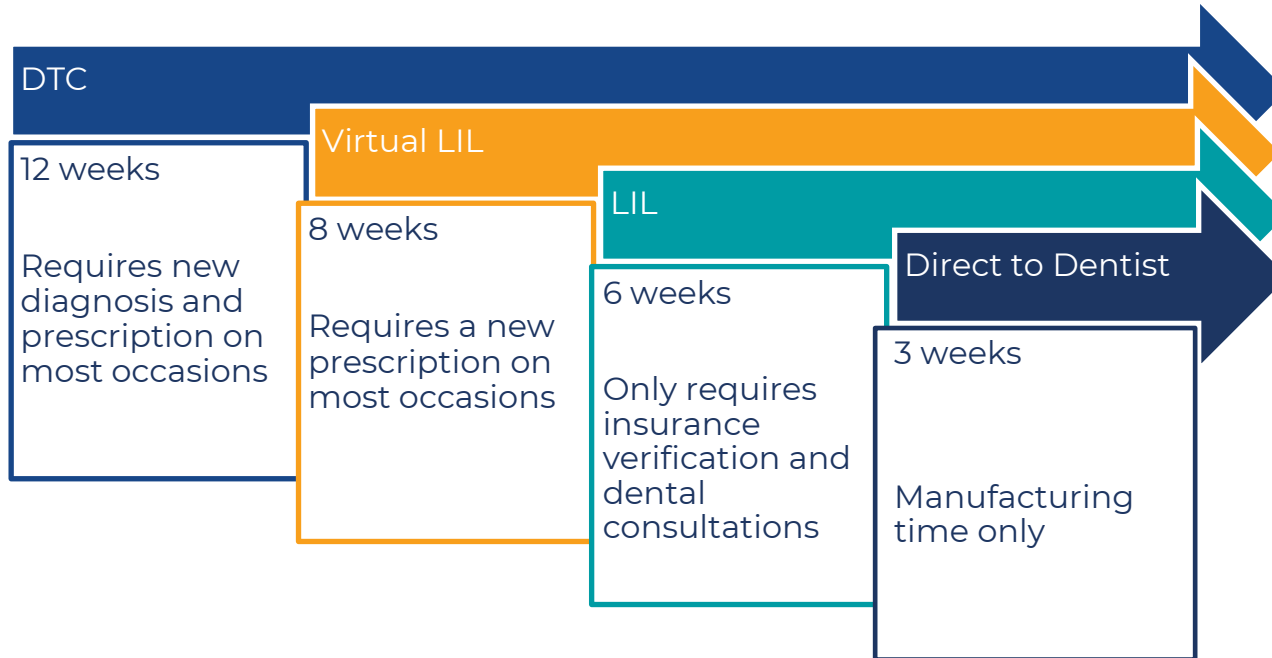 DTC
12 weeks
Requires new
diagnosis and
prescription on
most occasions
Virtual LIL
8 weeks
Requires a new
prescription on
most occasions
LIL
6 weeks
Only requires
insurance
verification and
dental
consultations
Direct to Dentist
3 weeks
Manufacturing
time only